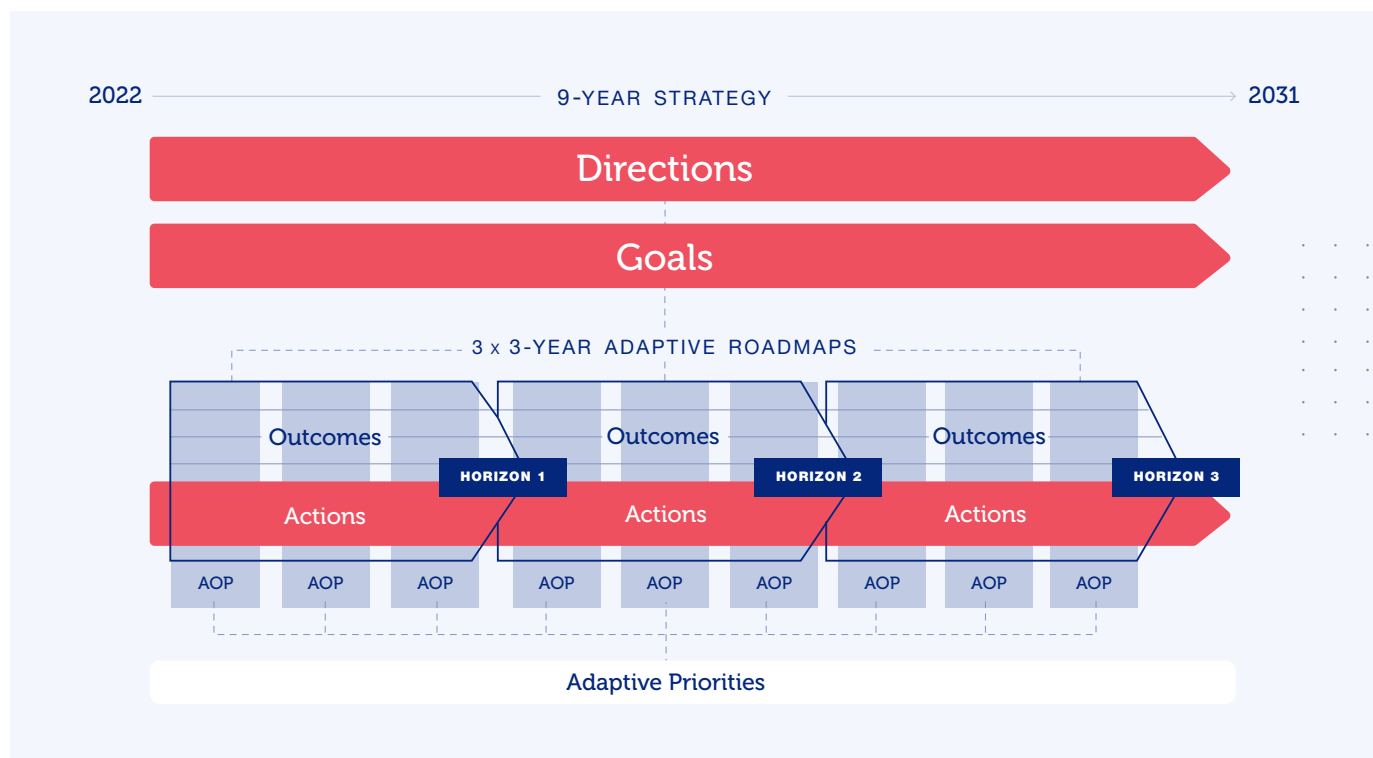 2022 9-YEAR STRATEGY 2031
Directions
Goals
3 x 3-YEAR ADAPTIVE ROADMAPS
Outcomes Outcomes Outcomes
HORIZON 1 HORIZON 2 HORIZON 3
Actions Actions Actions
AOP AOP AOP AOP AOP AOP AOP AOP AOP
Adaptive Priorities